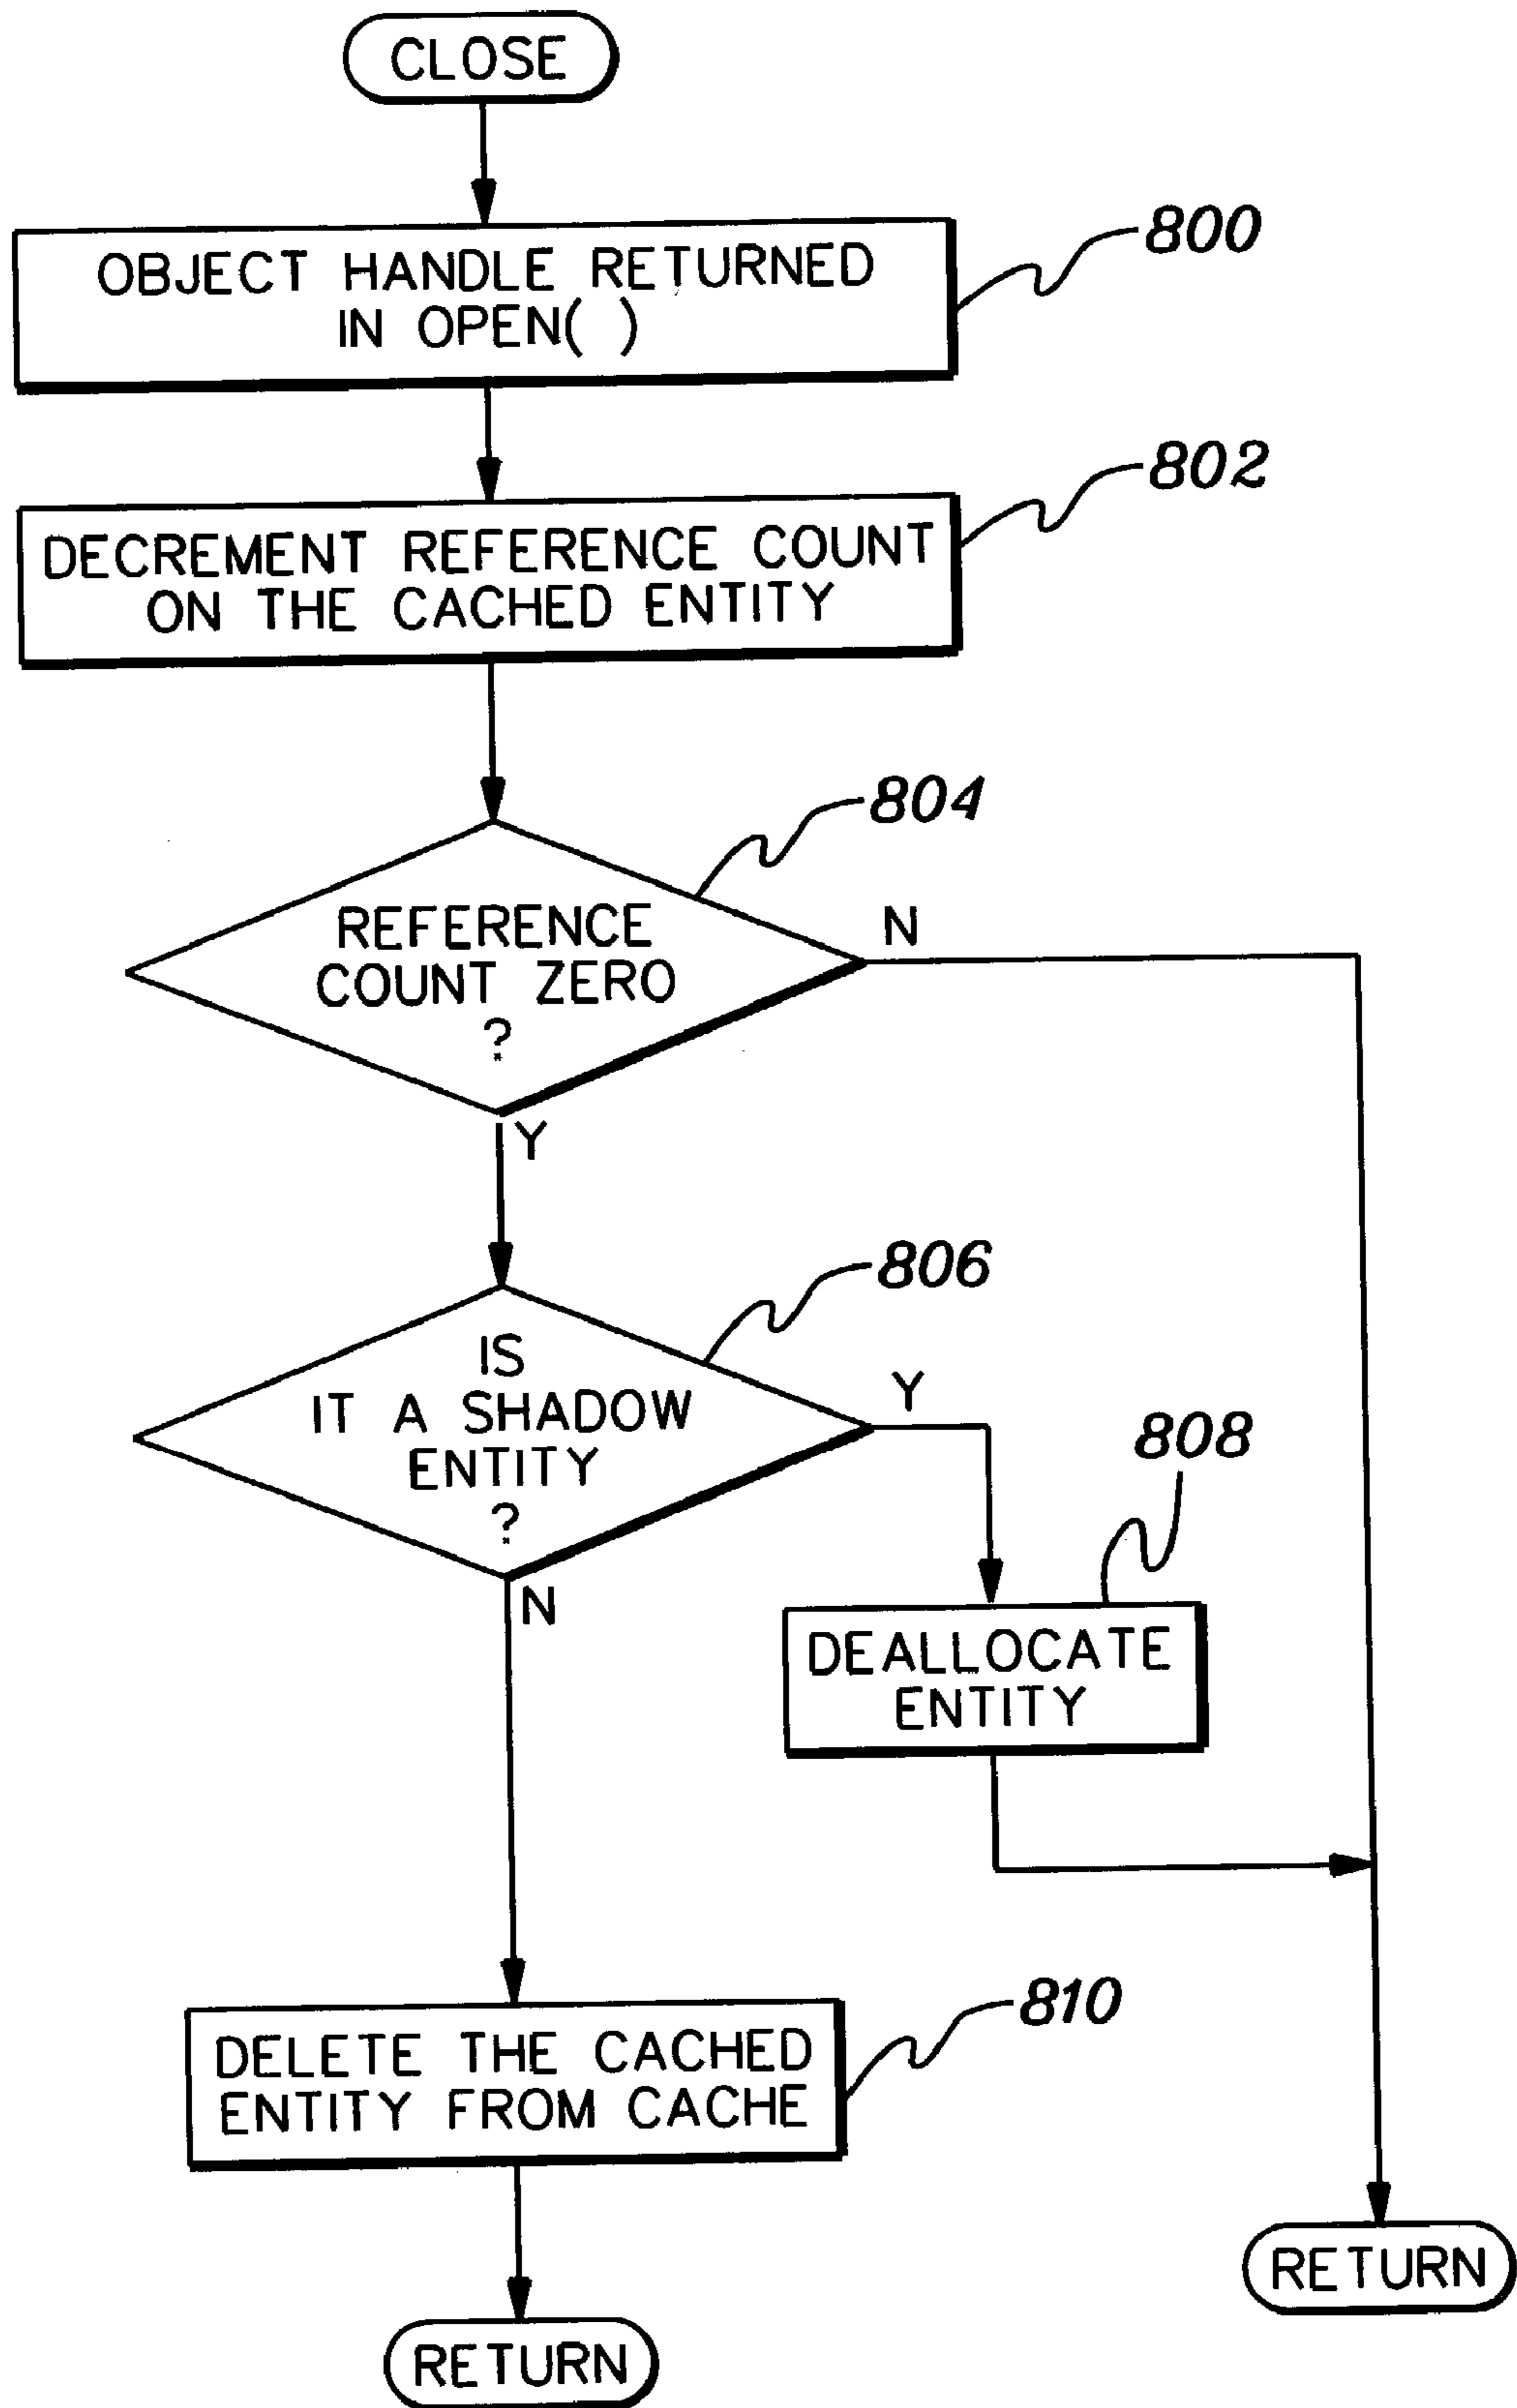 CLOSE
OBJECT HANDLE RETURNED
IN OPEN( )
800
DECREMENT REFERENCE COUNT
ON THE CACHED ENTITY
802
REFERENCE
COUNT ZERO
?
804
N
Y
IS
IT A SHADOW
ENTITY
?
806
Y
N
808
DEALLOCATE
ENTITY
DELETE THE CACHED
ENTITY FROM CACHE
810
RETURN
RETURN